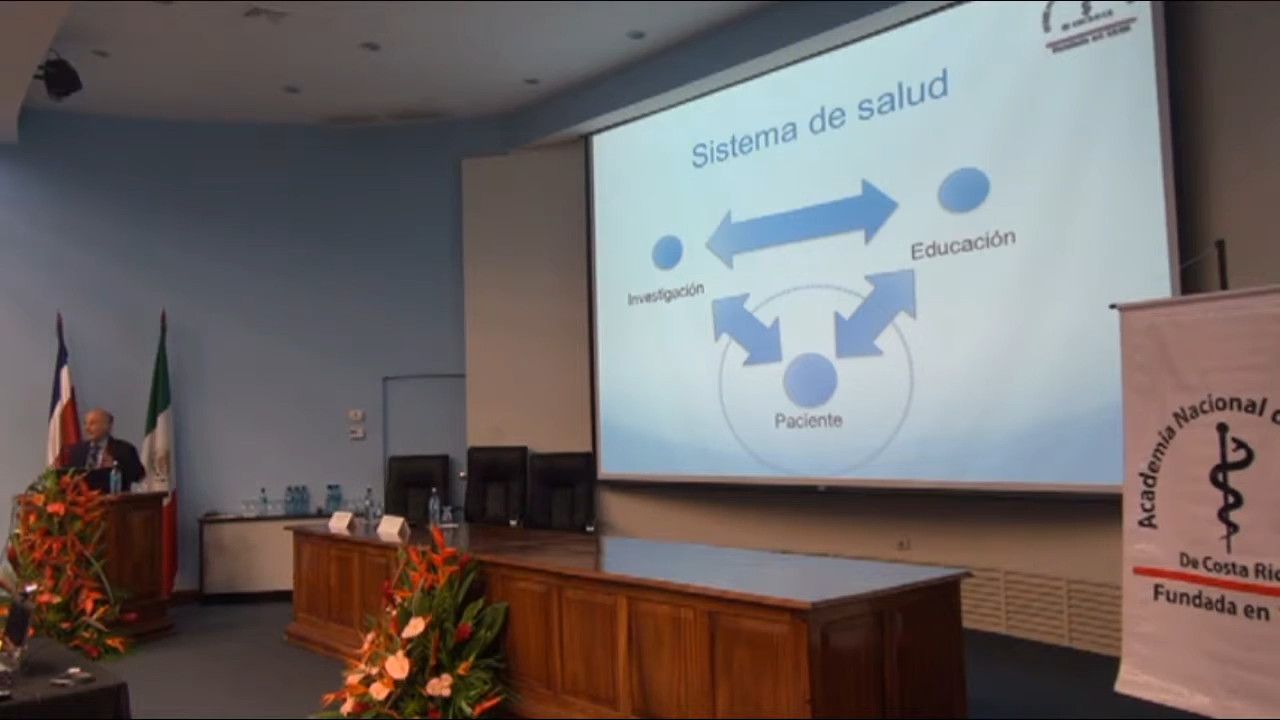 Sistema de salud
Investigación
Educación
Paciente
Academia Nacional d
De Costa Ric
Fundada en